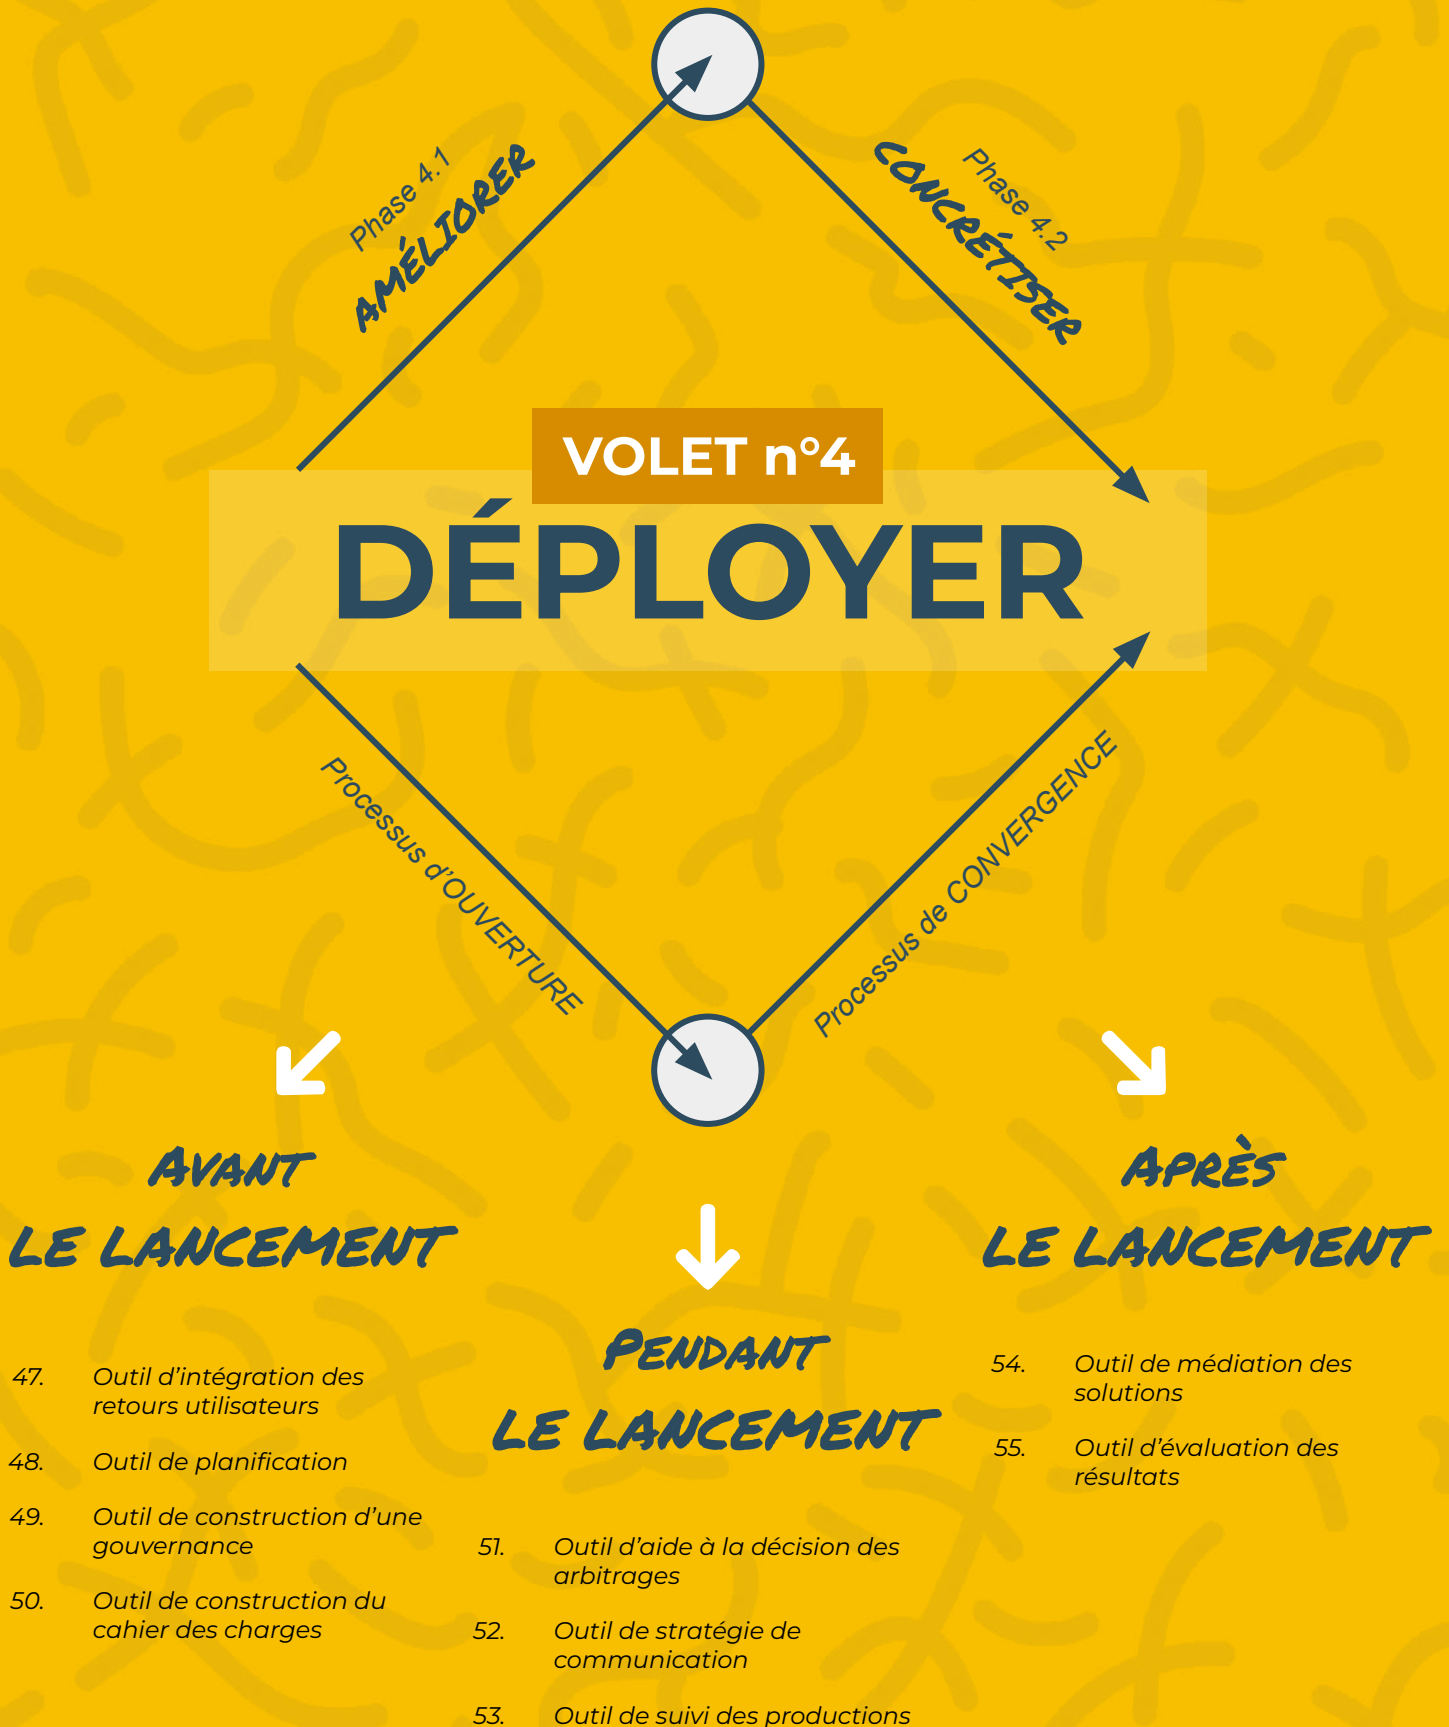 Phase 4.1
AMÉLIORER
Phase 4.2
CONCRÉTISER
VOLET n°4
DÉPLOYER
Processus d'OUVERTURE
Processus de CONVERGENCE
AVANT
LE LANCEMENT
47. Outil d'intégration des
retours utilisateurs
48. Outil de planification
49. Outil de construction d'une
gouvernance
50. Outil de construction du
cahier des charges
PENDANT
LE LANCEMENT
51. Outil d'aide à la décision des
arbitrages
52. Outil de stratégie de
communication
53. Outil de suivi des productions
APRÈS
LE LANCEMENT
54. Outil de médiation des
solutions
55. Outil d'évaluation des
résultats